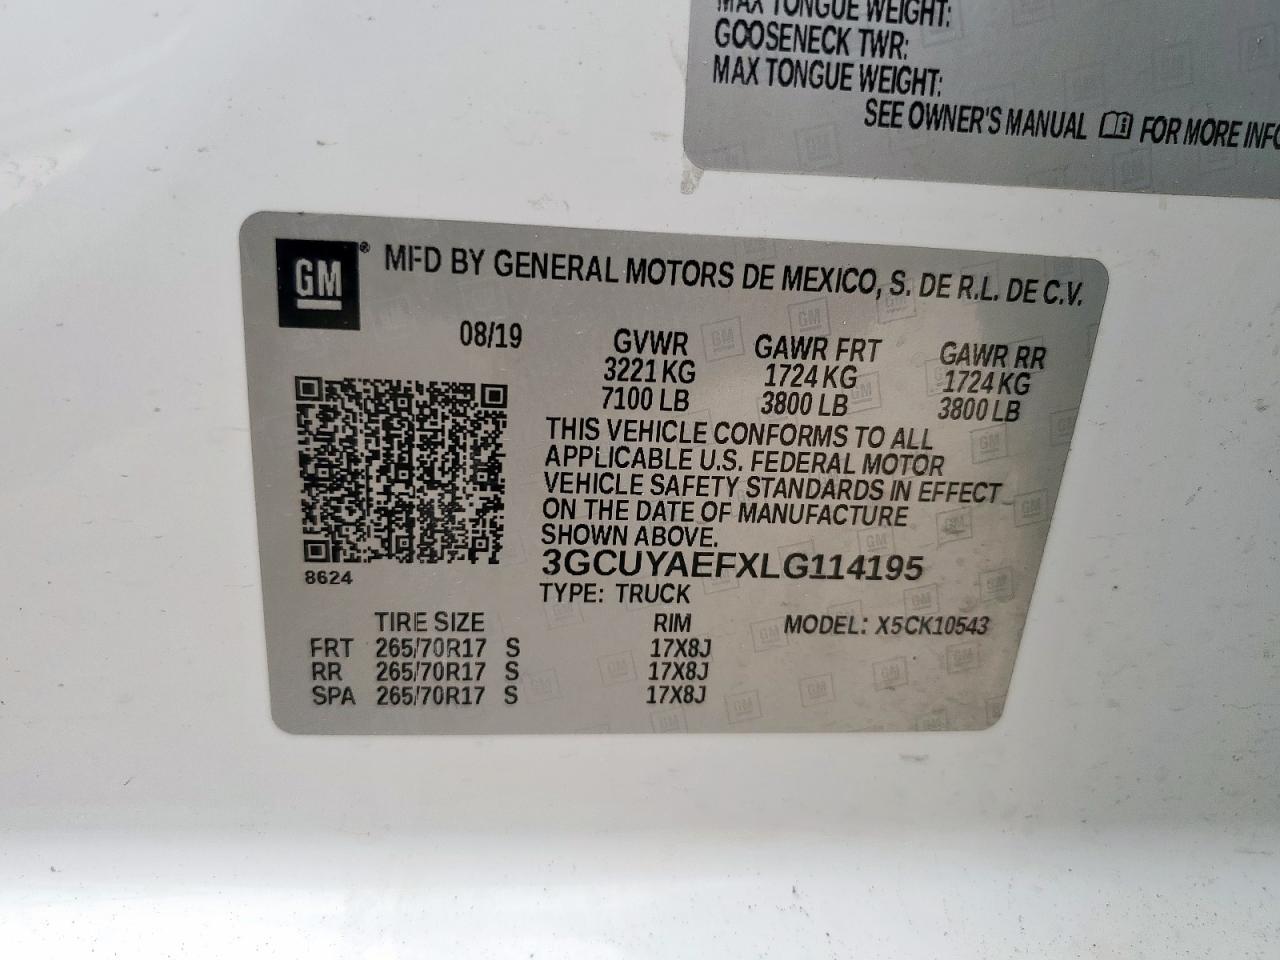 MAX TONGUE WEIGHT:
GOOSENECK TWR:
MAX TONGUE WEIGHT:
SEE OWNER'S MANUAL FOR MORE INFO
GM® MFD BY GENERAL MOTORS DE MEXICO, S. DE R.L. DE C.V.
08/19 GVWR GAWR FRT GAWR RR
3221 KG 1724 KG 1724 KG
7100 LB 3800 LB 3800 LB
THIS VEHICLE CONFORMS TO ALL
APPLICABLE U.S. FEDERAL MOTOR
VEHICLE SAFETY STANDARDS IN EFFECT
ON THE DATE OF MANUFACTURE
SHOWN ABOVE.
3GCUYAEFXLG114195
8624
TYPE: TRUCK
TIRE SIZE RIM MODEL: X5CK10543
FRT 265/70R17 S 17X8J
RR 265/70R17 S 17X8J
SPA 265/70R17 S 17X8J